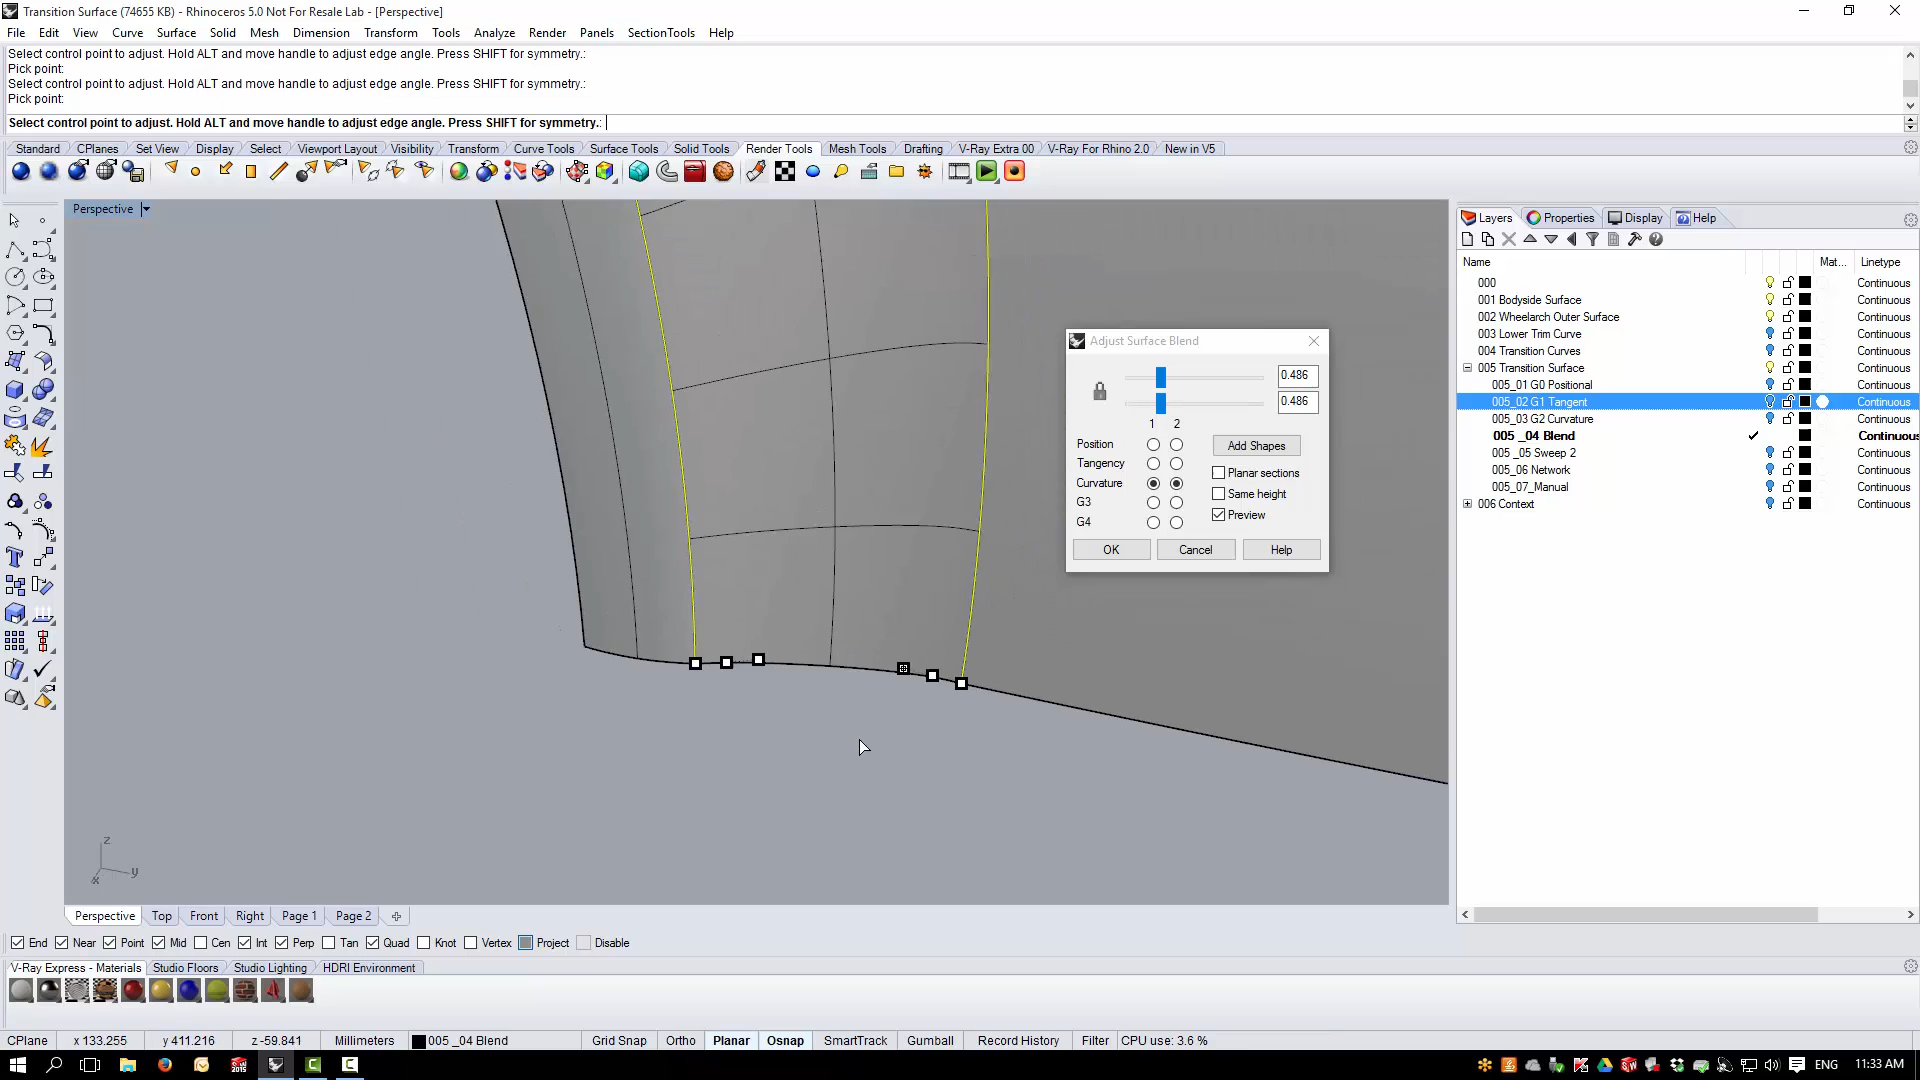 Transition Surface (74655 KB) - Rhinoceros 5.0 Not For Resale Lab - [Perspective]
File Edit View Curve Surface Solid Mesh Dimension Transform Tools Analyze Render Panels SectionTools Help
Select control point to adjust. Hold ALT and move handle to adjust edge angle. Press SHIFT for symmetry.:
Pick point:
Select control point to adjust. Hold ALT and move handle to adjust edge angle. Press SHIFT for symmetry.:
Pick point:
Select control point to adjust. Hold ALT and move handle to adjust edge angle. Press SHIFT for symmetry.:
Standard CPlanes Set View Display Select Viewport Layout Visibility Transform Curve Tools Surface Tools Solid Tools Render Tools Mesh Tools Drafting V-Ray Extra 00 V-Ray For Rhino 2.0 New in V5
Perspective
Layers Properties Display Help
Name Mat... Linetype
000 Continuous
001 Bodyside Surface Continuous
002 Wheelarch Outer Surface Continuous
003 Lower Trim Curve Continuous
004 Transition Curves Continuous
005 Transition Surface Continuous
005_01 G0 Positional Continuous
005_02 G1 Tangent Continuous
005_03 G2 Curvature Continuous
005 _04 Blend Continuous
005 _05 Sweep 2 Continuous
005_06 Network Continuous
005_07_Manual Continuous
006 Context Continuous
Adjust Surface Blend
0.486
0.486
1 2
Position Add Shapes
Tangency Planar sections
Curvature Same height
G3 Preview
G4
OK Cancel Help
z
y
x
Perspective Top Front Right Page 1 Page 2
End Near Point Mid Cen Int Perp Tan Quad Knot Vertex Project Disable
V-Ray Express - Materials Studio Floors Studio Lighting HDRI Environment
CPlane x 133.255 y 411.216 z -59.841 Millimeters 005 _04 Blend Grid Snap Ortho Planar Osnap SmartTrack Gumball Record History Filter CPU use: 3.6 %
ENG 11:33 AM